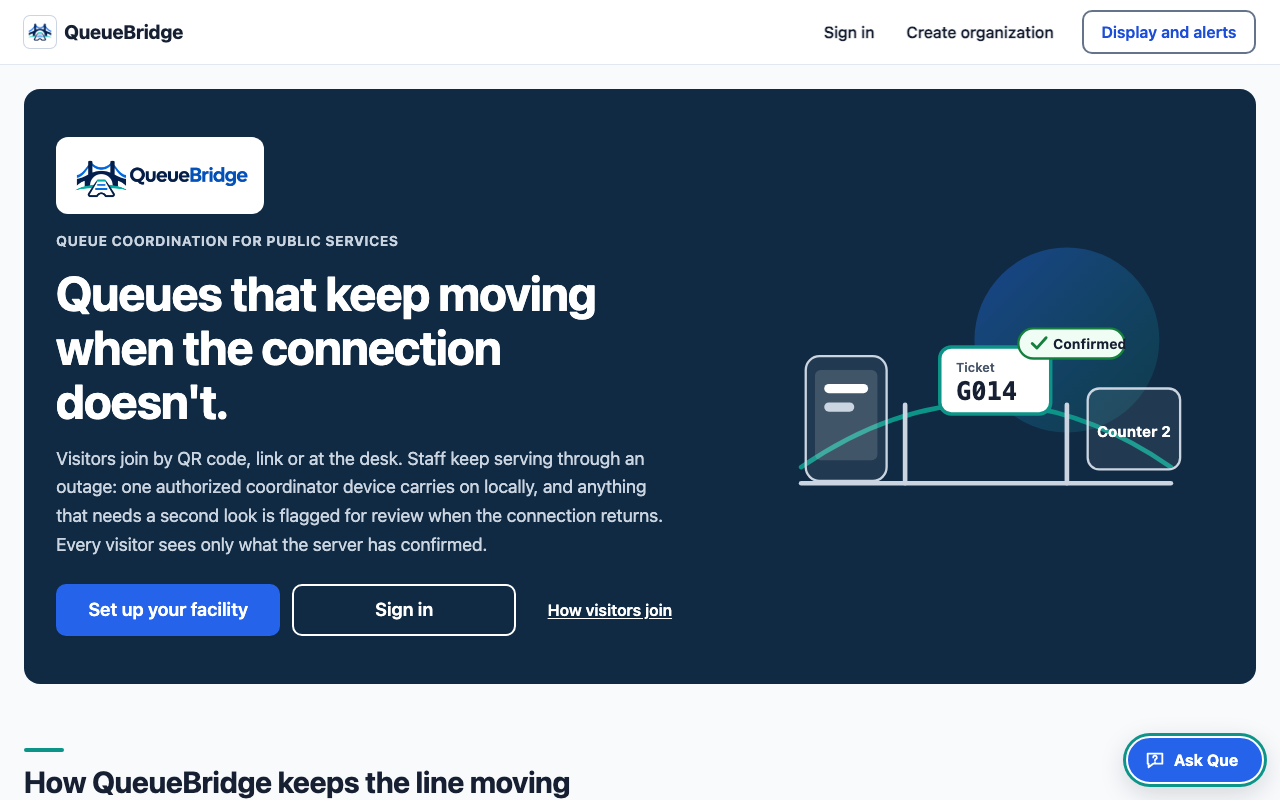 QueueBridge
Sign in
Create organization
Display and alerts
QueueBridge
QUEUE COORDINATION FOR PUBLIC SERVICES
Queues that keep moving
when the connection
doesn't.
Visitors join by QR code, link or at the desk. Staff keep serving through an
outage: one authorized coordinator device carries on locally, and anything
that needs a second look is flagged for review when the connection returns.
Every visitor sees only what the server has confirmed.
Set up your facility
Sign in
How visitors join
Confirmed
Ticket
G014
Counter 2
How QueueBridge keeps the line moving
Ask Que